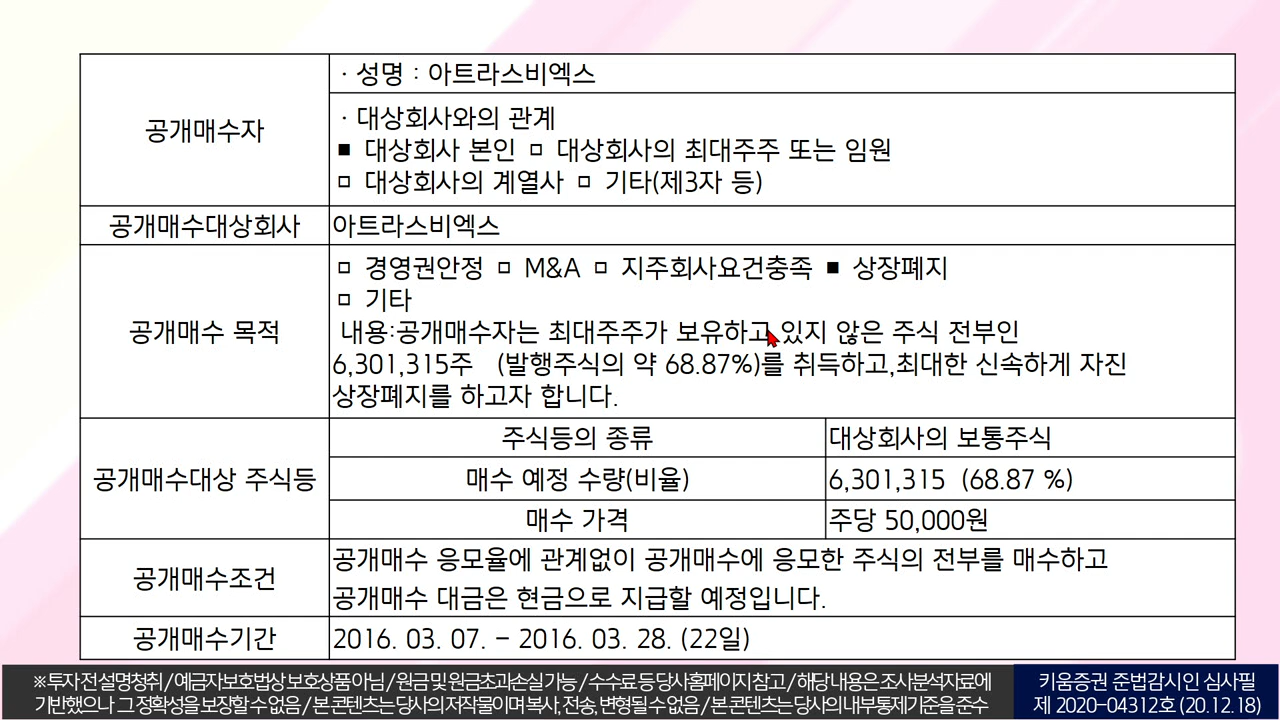 공개매수자
· 성명 : 아트라스비엑스
· 대상회사와의 관계
■ 대상회사 본인 □ 대상회사의 최대주주 또는 임원
□ 대상회사의 계열사 □ 기타(제3자 등)
공개매수대상회사
아트라스비엑스
공개매수 목적
□ 경영권안정 □ M&A □ 지주회사요건충족 ■ 상장폐지
□ 기타
내용:공개매수자는 최대주주가 보유하고 있지 않은 주식 전부인
6,301,315주 (발행주식의 약 68.87%)를 취득하고,최대한 신속하게 자진
상장폐지를 하고자 합니다.
공개매수대상 주식등
주식등의 종류 대상회사의 보통주식
매수 예정 수량(비율) 6,301,315 (68.87 %)
매수 가격 주당 50,000원
공개매수조건
공개매수 응모율에 관계없이 공개매수에 응모한 주식의 전부를 매수하고
공개매수 대금은 현금으로 지급할 예정입니다.
공개매수기간
2016. 03. 07. - 2016. 03. 28. (22일)
※ 투자 전 설명청취 / 예금자보호법상 보호상품 아님 / 원금 및 원금초과손실 가능 / 수수료 등 당사홈페이지 참고 / 해당 내용은 조사분석자료에
기반했으나 그 정확성을 보장할 수 없음 / 본 콘텐츠는 당사의 저작물이며 복사, 전송, 변형될 수 없음 / 본 콘텐츠는 당사의 내부통제기준을 준수
키움증권 준법감시인 심사필
제 2020-04312호 (20.12.18)